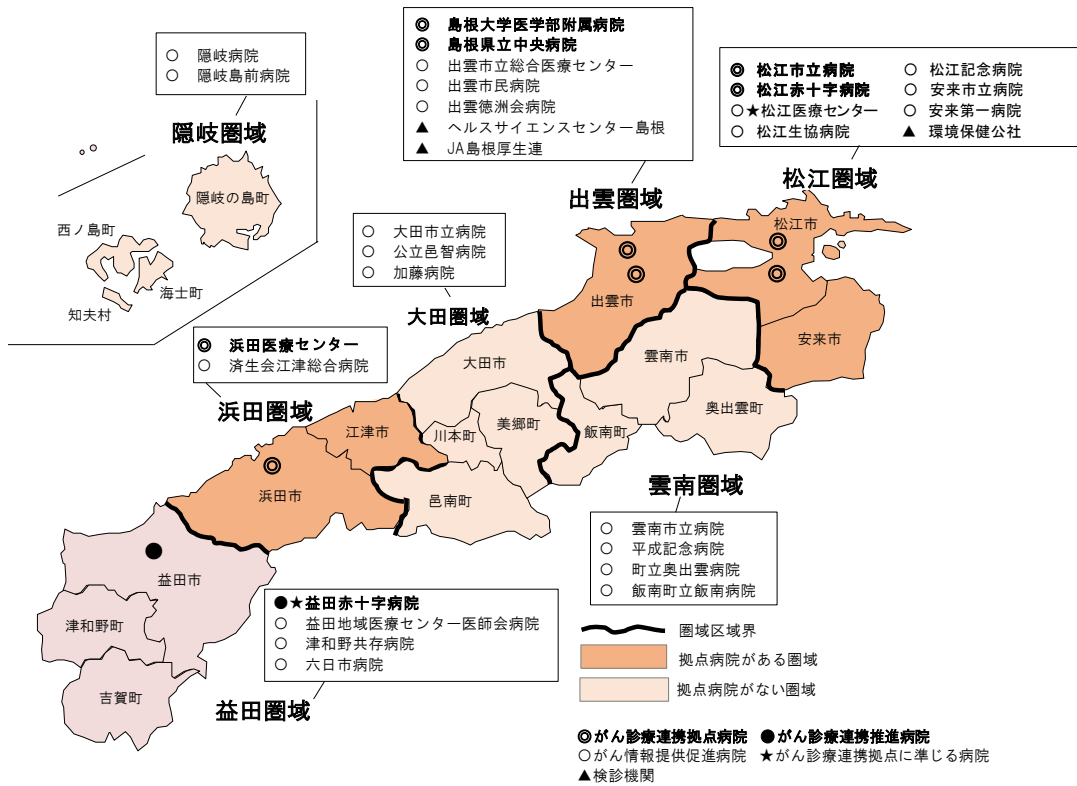 ○ 隠岐病院
○ 隠岐島前病院
隠岐圏域
◎ 島根大学医学部附属病院
◎ 島根県立中央病院
○ 出雲市立総合医療センター
○ 出雲市民病院
○ 出雲徳洲会病院
▲ ヘルスサイエンスセンター島根
▲ JA島根厚生連
出雲圏域
◎ 松江市立病院 ○ 松江記念病院
◎ 松江赤十字病院 ○ 安来市立病院
○★松江医療センター ○ 安来第一病院
○ 松江生協病院 ▲ 環境保健公社
松江圏域
隠岐の島町
西ノ島町
海士町
知夫村
○ 大田市立病院
○ 公立邑智病院
○ 加藤病院
大田圏域
◎ 浜田医療センター
○ 済生会江津総合病院
浜田圏域
松江市
出雲市
安来市
雲南市
奥出雲町
飯南町
大田市
美郷町
川本町
邑南町
江津市
浜田市
益田市
津和野町
吉賀町
雲南圏域
○ 雲南市立病院
○ 平成記念病院
○ 町立奥出雲病院
○ 飯南町立飯南病院
●★益田赤十字病院
○ 益田地域医療センター医師会病院
○ 津和野共存病院
○ 六日市病院
益田圏域
圏域区域界
拠点病院がある圏域
拠点病院がない圏域
◎がん診療連携拠点病院 ●がん診療連携推進病院
○がん情報提供促進病院 ★がん診療連携拠点に準じる病院
▲検診機関